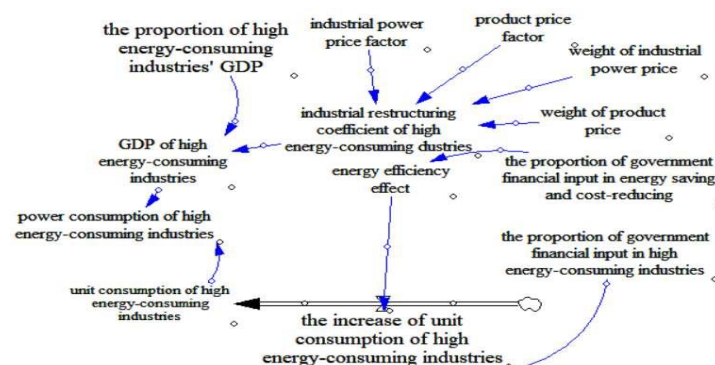 the proportion of high
energy-consuming
industries' GDP
industrial power
price factor
product price
factor
weight of industrial
power price
industrial restructuring
coefficient of high
energy-consuming dustries
weight of product
price
GDP of high
energy-consuming
industries
energy efficiency
effect
the proportion of government
financial input in energy saving
and cost-reducing
power consumption of high
energy-consuming industries
the proportion of government
financial input in high
energy-consuming industries
unit consumption of high
energy-consuming
industries
the increase of unit
consumption of high
energy-consuming industries